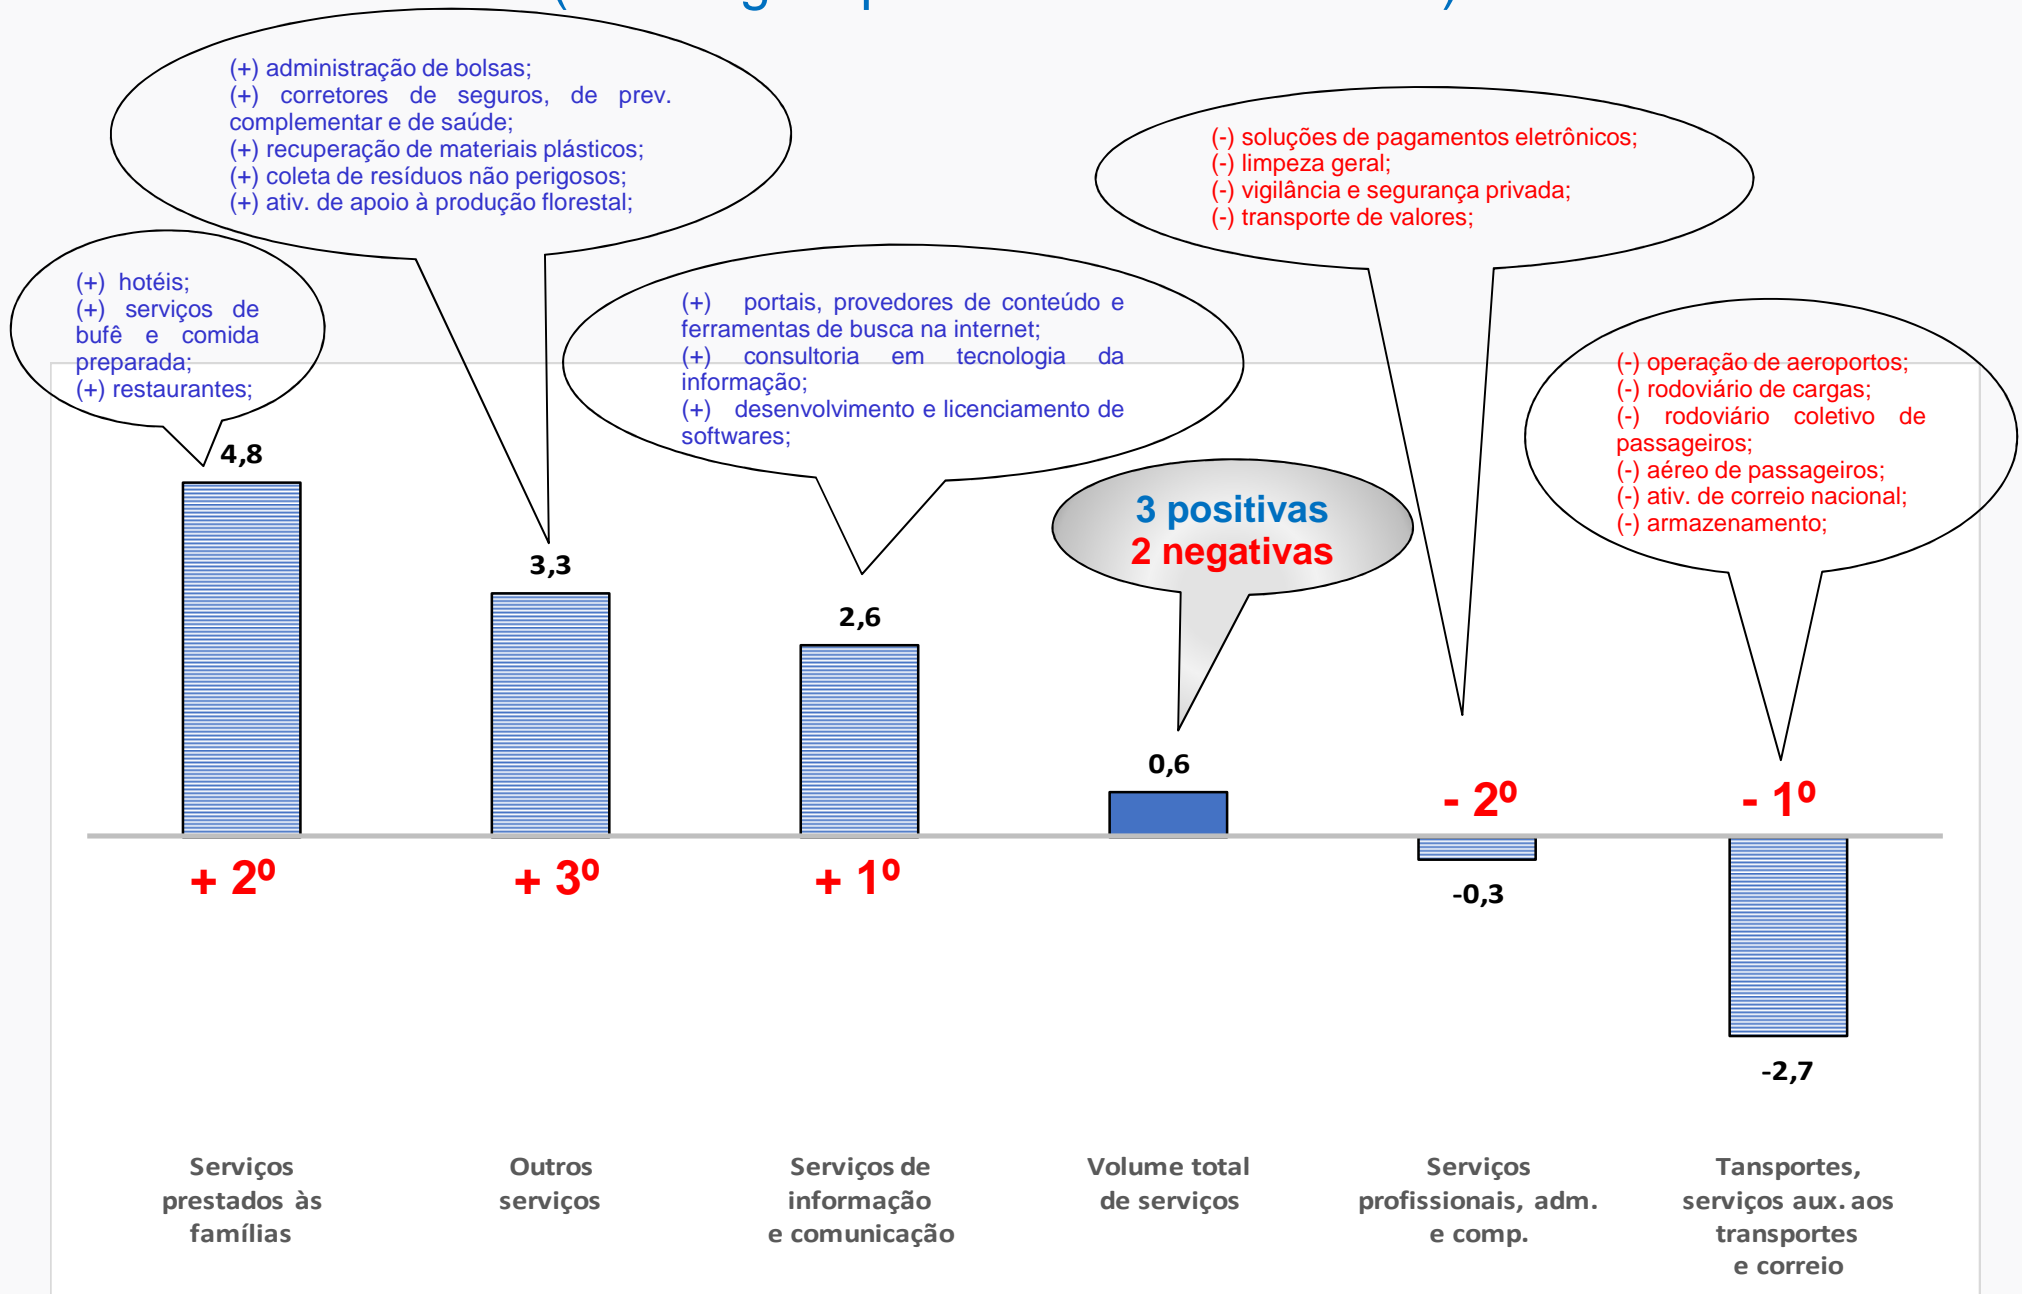 (+) administração de bolsas;
(+) corretores de seguros, de prev.
complementar e de saúde;
(+) recuperação de materiais plásticos;
(+) coleta de resíduos não perigosos;
(+) ativ. de apoio à produção florestal;
(-) soluções de pagamentos eletrônicos;
(-) limpeza geral;
(-) vigilância e segurança privada;
(-) transporte de valores;
(+) hotéis;
(+) serviços de
bufê e comida
preparada;
(+) restaurantes;
(+) portais, provedores de conteúdo e
ferramentas de busca na internet;
(+) consultoria em tecnologia da
informação;
(+) desenvolvimento e licenciamento de
softwares;
(-) operação de aeroportos;
(-) rodoviário de cargas;
(-) rodoviário coletivo de
passageiros;
(-) aéreo de passageiros;
(-) ativ. de correio nacional;
(-) armazenamento;
3 positivas
2 negativas
4,8
3,3
2,6
0,6
- 2º
- 1º
+ 2º
+ 3º
+ 1º
-0,3
-2,7
Serviços
prestados às
famílias
Outros
serviços
Serviços de
informação
e comunicação
Volume total
de serviços
Serviços
profissionais, adm.
e comp.
Tansportes,
serviços aux. aos
transportes
e correio